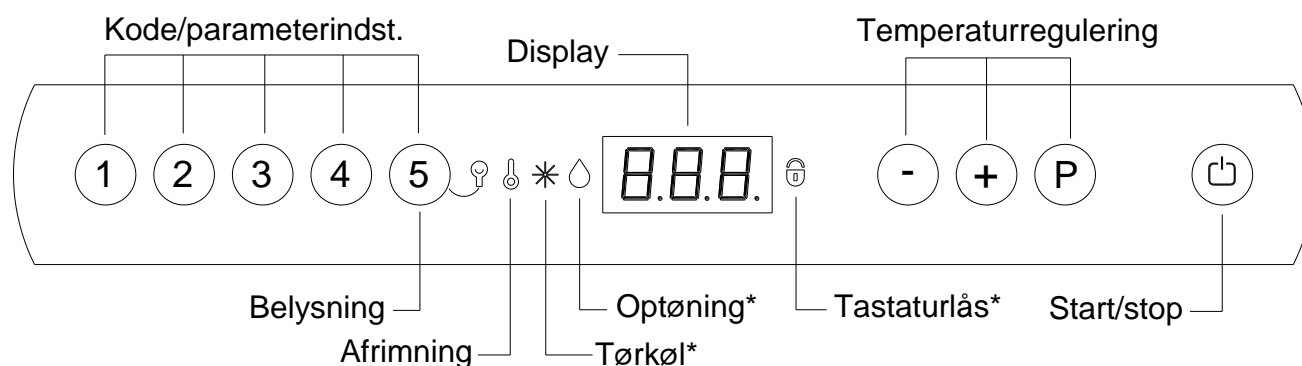 Kode/parameterindst.
Display
Temperaturregulering
1 2 3 4 5 8.8.8. - + P
Belysning
Optøning*
Tastaturlås*
Start/stop
Afrimning
Tørkøl*